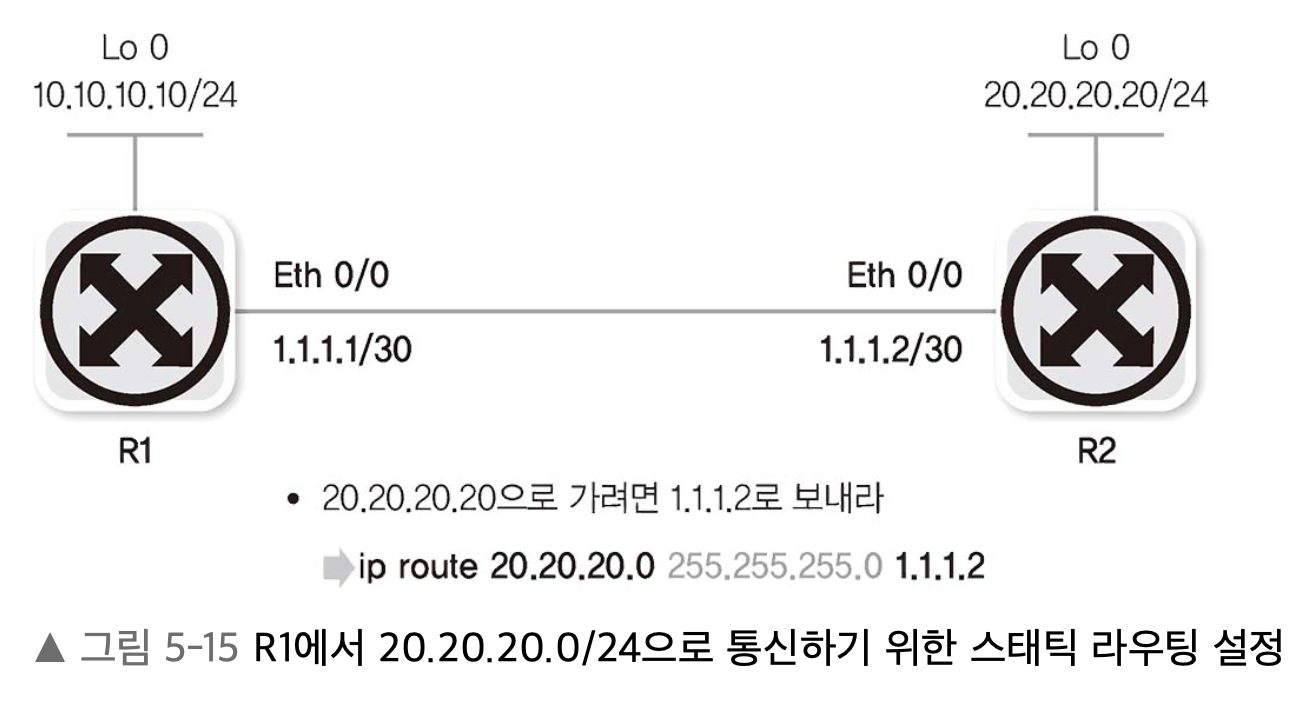 Lo 0
10.10.10.10/24
Lo 0
20.20.20.20/24
Eth 0/0
Eth 0/0
1.1.1.1/30
1.1.1.2/30
R1
R2
• 20.20.20.20으로 가려면 1.1.1.2로 보내라
ip route 20.20.20.0 255.255.255.0 1.1.1.2
▲ 그림 5-15 R1에서 20.20.20.0/24으로 통신하기 위한 스태틱 라우팅 설정